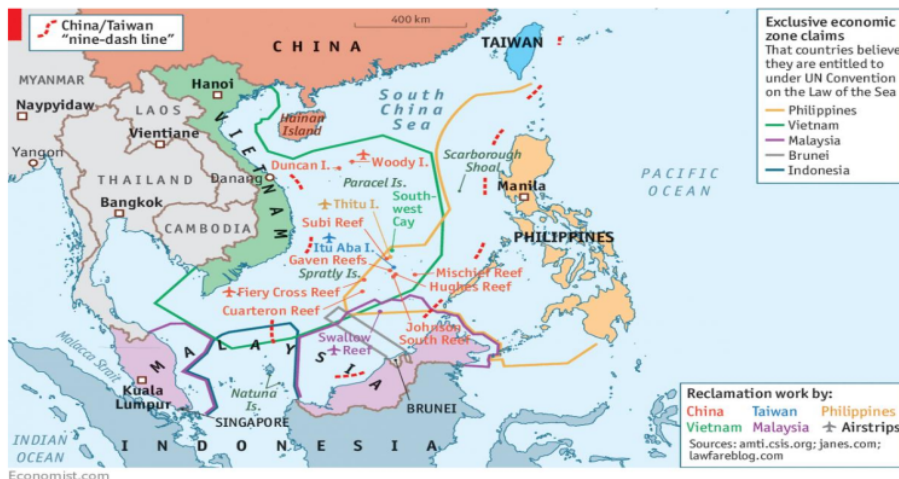 China/Taiwan
"nine-dash line"
400 km
CHINA
TAIWAN
Exclusive economic
zone claims
That countries believe
they are entitled to
under UN Convention
on the Law of the Sea
Philippines
Vietnam
Malaysia
Brunei
Indonesia
MYANMAR
Naypyidaw
Hanoi
LAOS
Vientiane
VIETNAM
Hainan
Island
South
China
Sea
Yangon
THAILAND
Bangkok
Danang
CAMBODIA
Duncan I.
Woody I.
Paracel Is.
Scarborough
Shoal
Manila
PACIFIC
OCEAN
Thitu I.
South-
west
Cay
Subi Reef
Itu Aba I.
Gaven Reefs
Spratly Is.
PHILIPPINES
Mischief Reef
Hughes Reef
Fiery Cross Reef
Cuarteron Reef
Johnson
South Reef
Swallow
Reef
Malacca Strait
MALAYSIA
Kuala
Lumpur
Natuna
Is.
SINGAPORE
BRUNEI
INDIAN
OCEAN
INDONESIA
Reclamation work by:
China Taiwan Philippines
Vietnam Malaysia Airstrips
Sources: amti.csis.org; janes.com;
lawfareblog.com
Economist.com